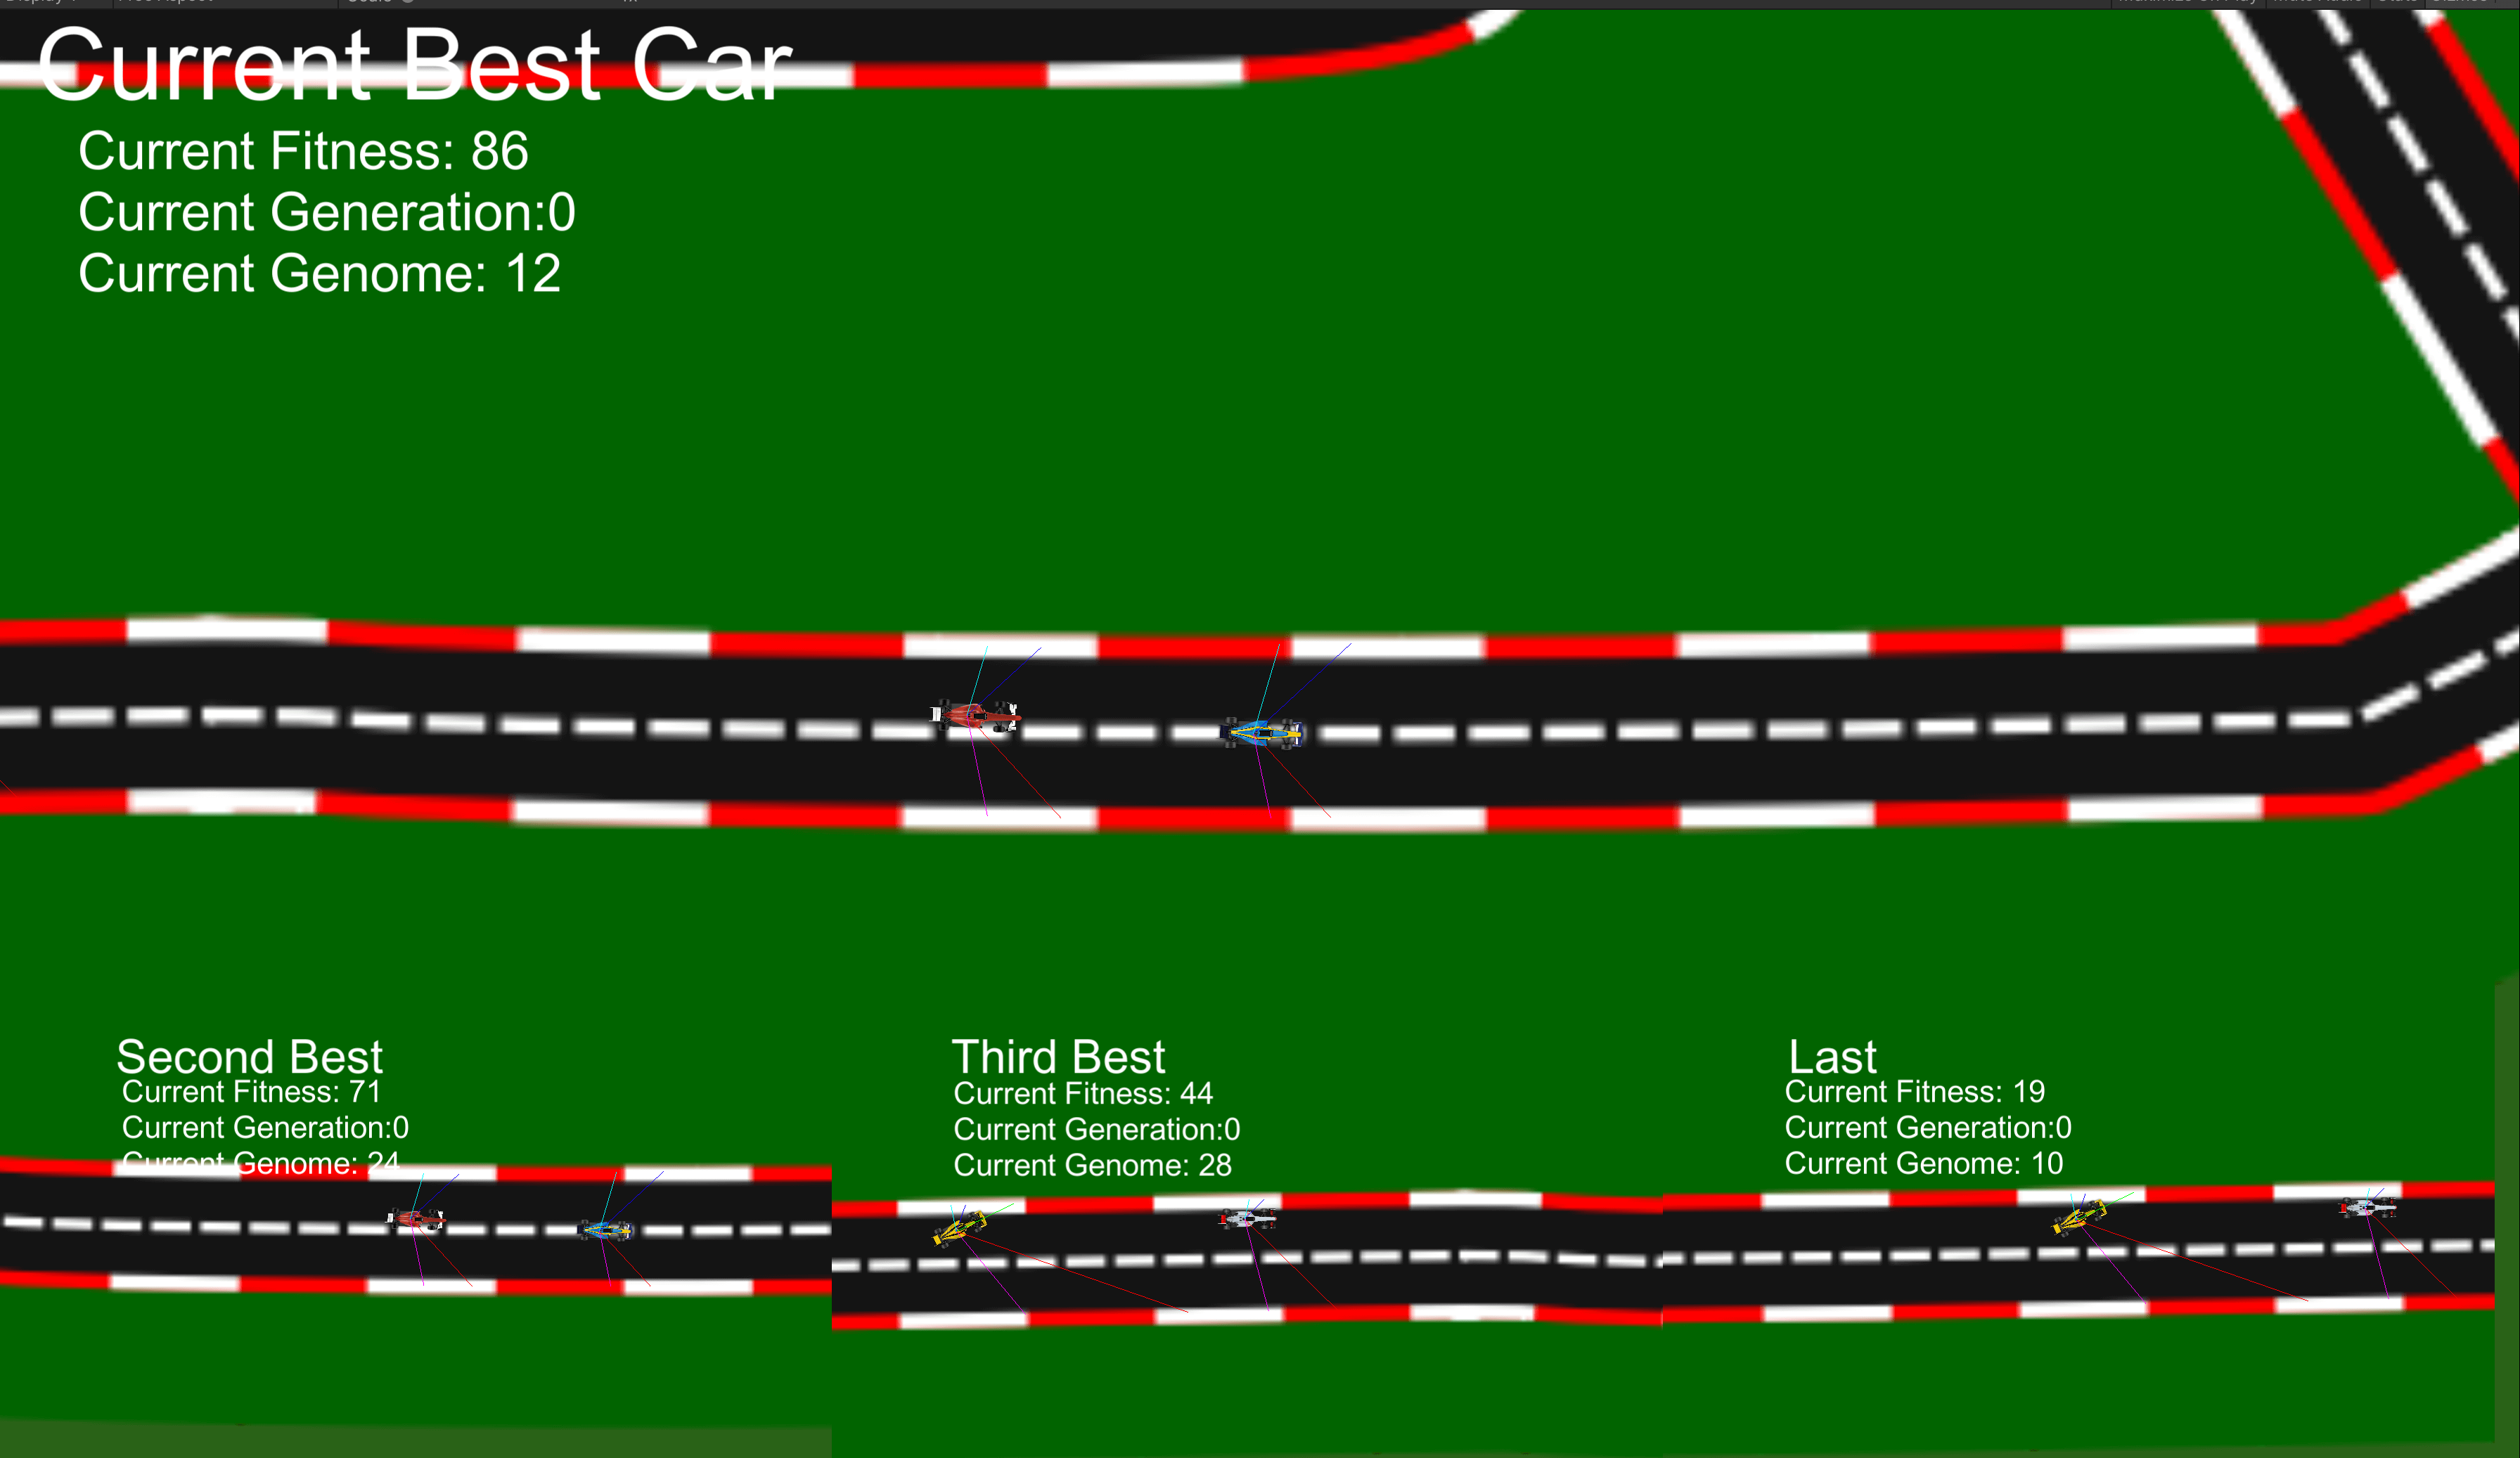 Current Best Car
Current Fitness: 86
Current Generation:0
Current Genome: 12
Second Best
Current Fitness: 71
Current Generation:0
Current Genome: 24
Third Best
Current Fitness: 44
Current Generation:0
Current Genome: 28
Last
Current Fitness: 19
Current Generation:0
Current Genome: 10